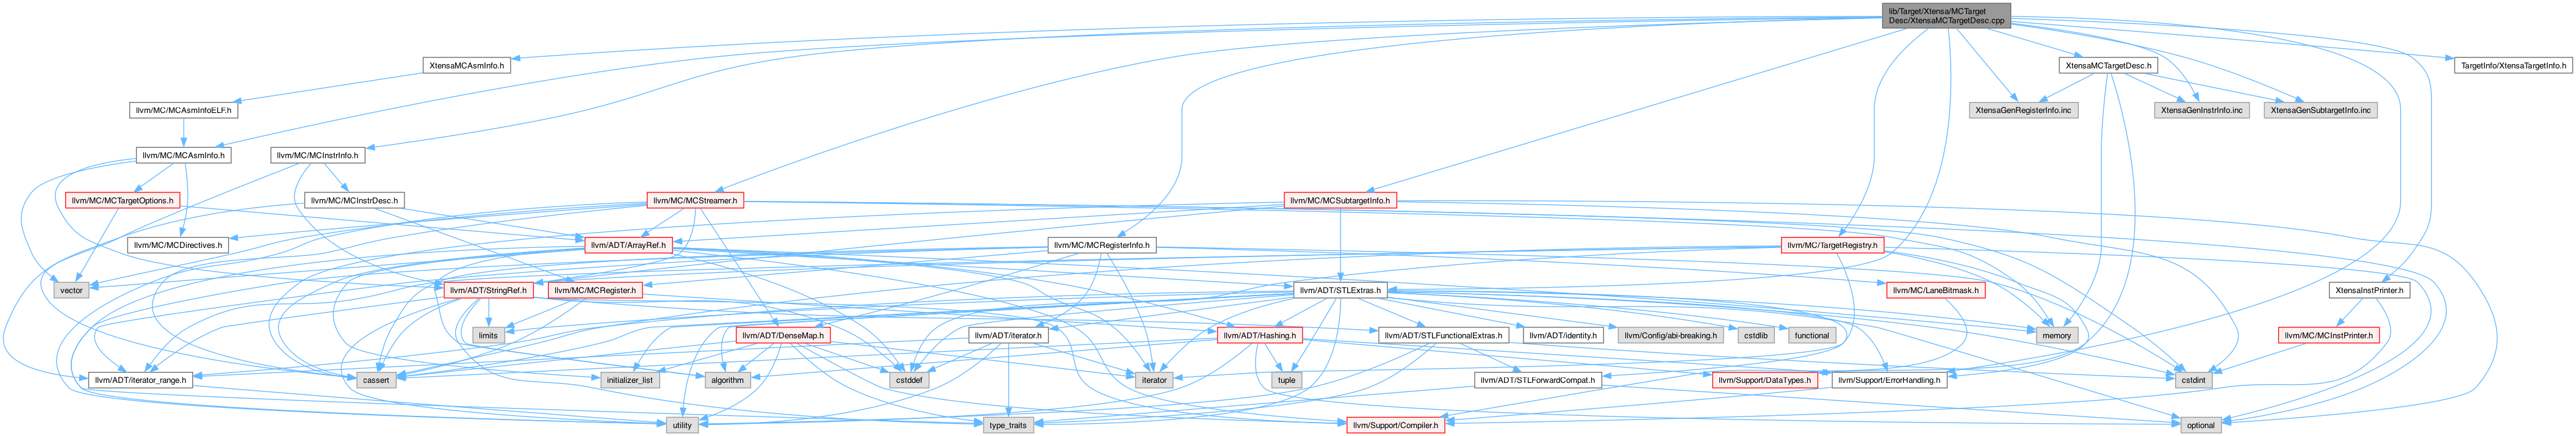 lib/Target/Xtensa/MCTarget
Desc/XtensaMCTargetDesc.cpp
XtensaMCAsmInfo.h
XtensaMCTargetDesc.h
TargetInfo/XtensaTargetInfo.h
llvm/MC/MCAsmInfoELF.h
XtensaGenRegisterInfo.inc
XtensaGenInstrInfo.inc
XtensaGenSubtargetInfo.inc
llvm/MC/MCAsmInfo.h
llvm/MC/MCInstrInfo.h
llvm/MC/MCTargetOptions.h
llvm/MC/MCInstrDesc.h
llvm/MC/MCStreamer.h
llvm/MC/MCSubtargetInfo.h
llvm/MC/MCDirectives.h
llvm/ADT/ArrayRef.h
llvm/MC/MCRegisterInfo.h
llvm/MC/TargetRegistry.h
vector
llvm/ADT/StringRef.h
llvm/MC/MCRegister.h
llvm/ADT/STLExtras.h
llvm/MC/LaneBitmask.h
XtensaInstPrinter.h
limits
llvm/ADT/DenseMap.h
llvm/ADT/iterator.h
llvm/ADT/Hashing.h
llvm/ADT/STLFunctionalExtras.h
llvm/ADT/identity.h
llvm/Config/abi-breaking.h
cstdlib
functional
memory
llvm/MC/MCInstPrinter.h
llvm/ADT/iterator_range.h
cassert
initializer_list
algorithm
cstddef
iterator
tuple
llvm/ADT/STLForwardCompat.h
llvm/Support/DataTypes.h
llvm/Support/ErrorHandling.h
cstdint
utility
type_traits
llvm/Support/Compiler.h
optional